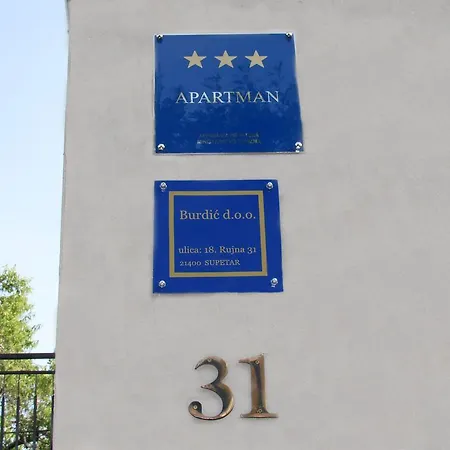 APARTMAN
Burdić d.o.o.
ulica: 18. Rujna 31
21400 SUPETAR
31